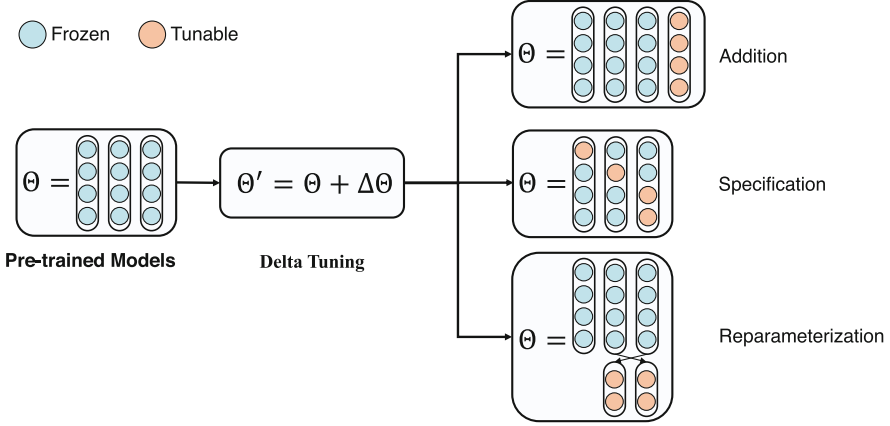 Frozen
Tunable
Θ =
Pre-trained Models
Θ′ = Θ + ΔΘ
Delta Tuning
Θ =
Addition
Θ =
Specification
Θ =
Reparameterization